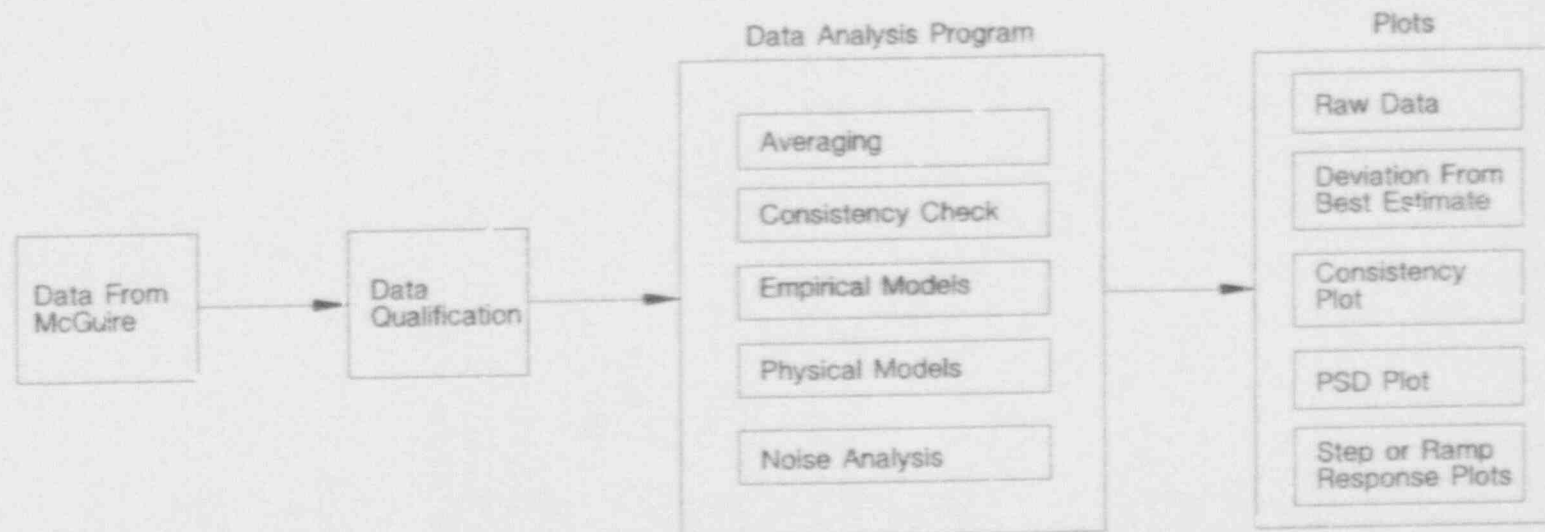 Data From
McGuire
Data
Qualification
Data Analysis Program
Averaging
Consistency Check
Empirical Models
Physical Models
Noise Analysis
Plots
Raw Data
Deviation From
Best Estimate
Consistency
Plot
PSD Plot
Step or Ramp
Response Plots